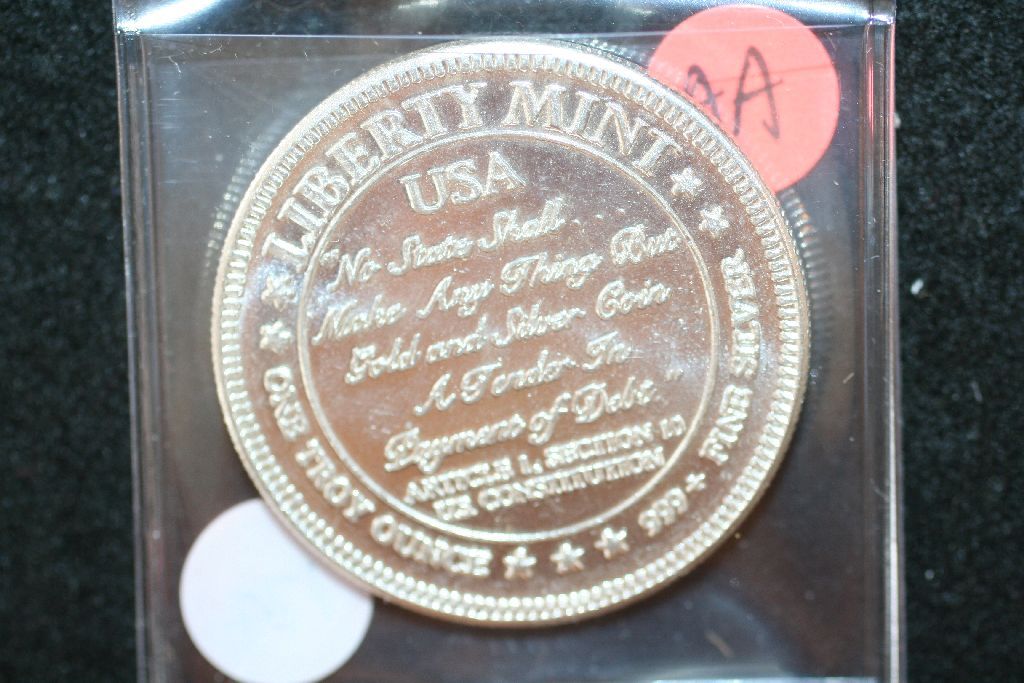 LIBERTY MINT
USA
"No State Shall
Make Any Thing But
Gold and Silver Coin
A Tender In
Payment of Debt"
ARTICLE 1, SECTION 10
U.S. CONSTITUTION
ONE TROY OUNCE
999+ FINE SILVER
AA